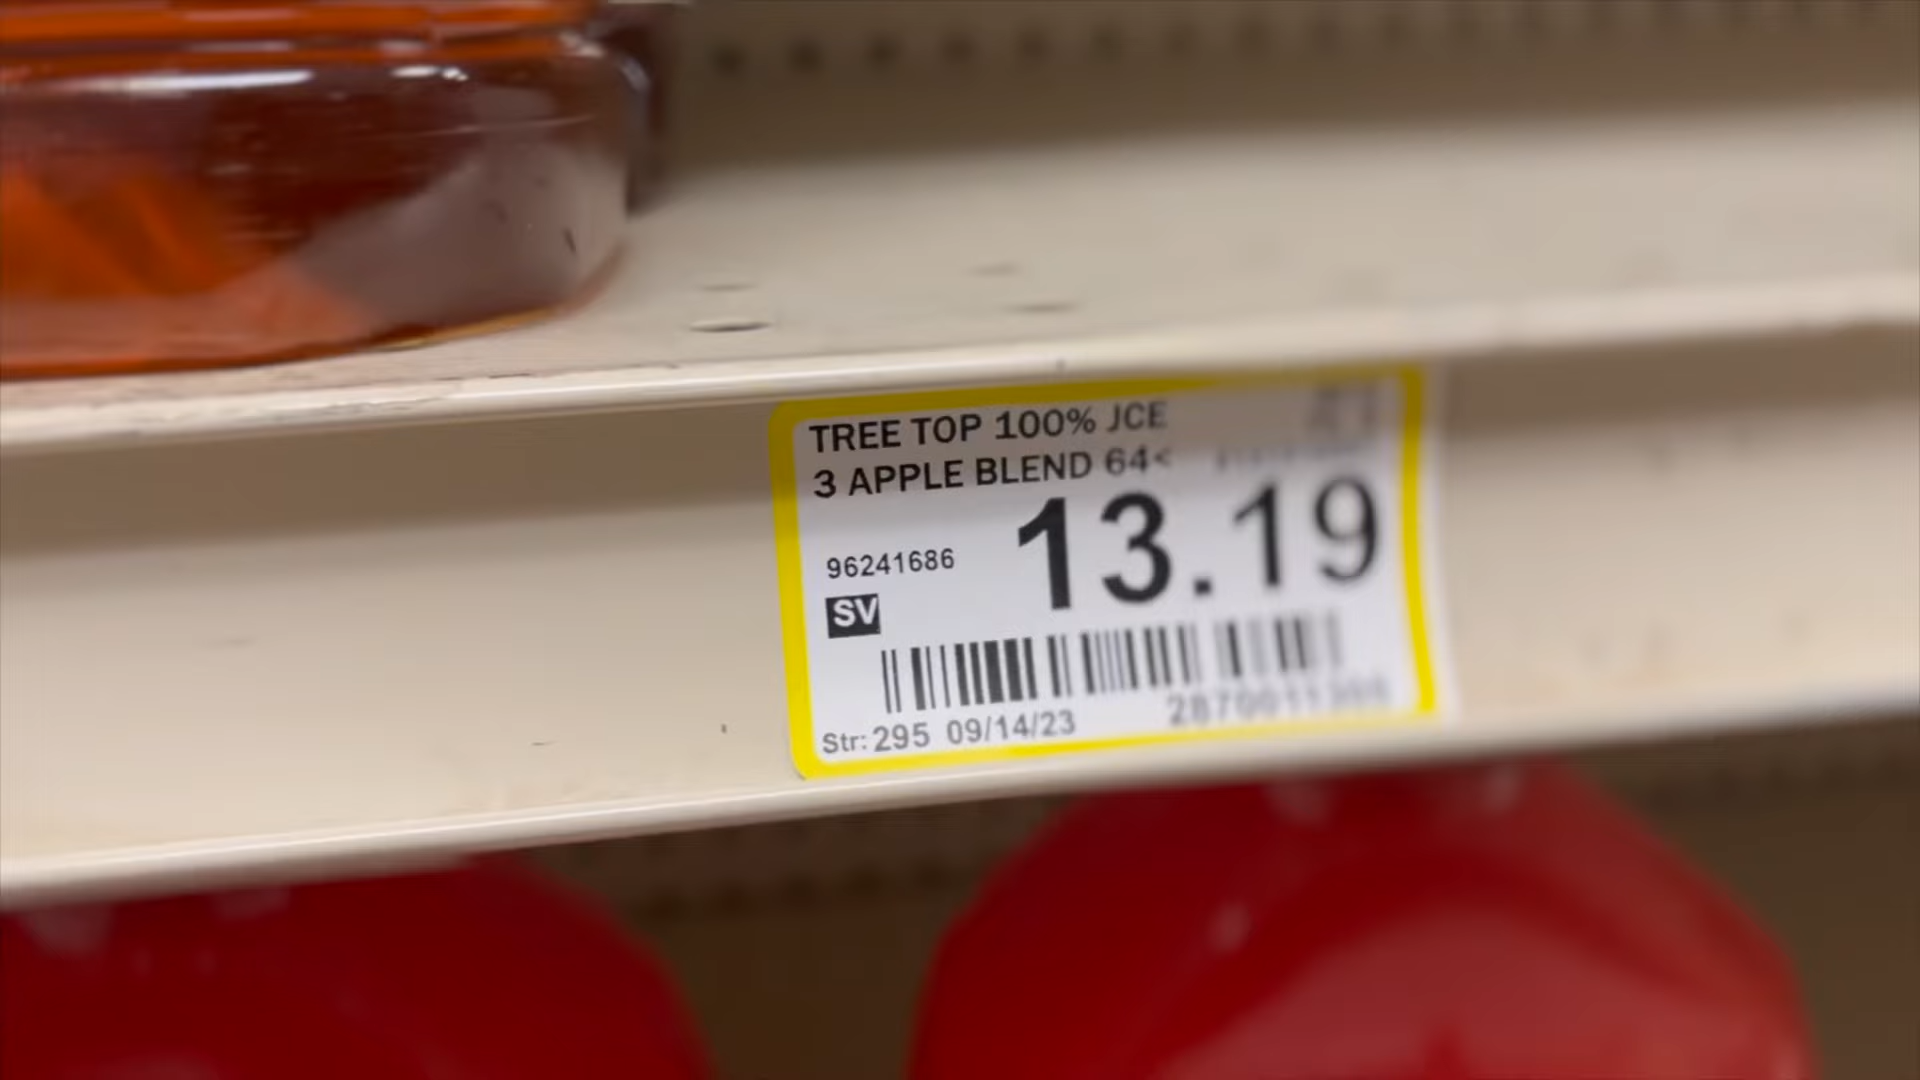 TREE TOP 100% JCE
3 APPLE BLEND 64<
13.19
96241686
SV
Str: 295 09/14/23